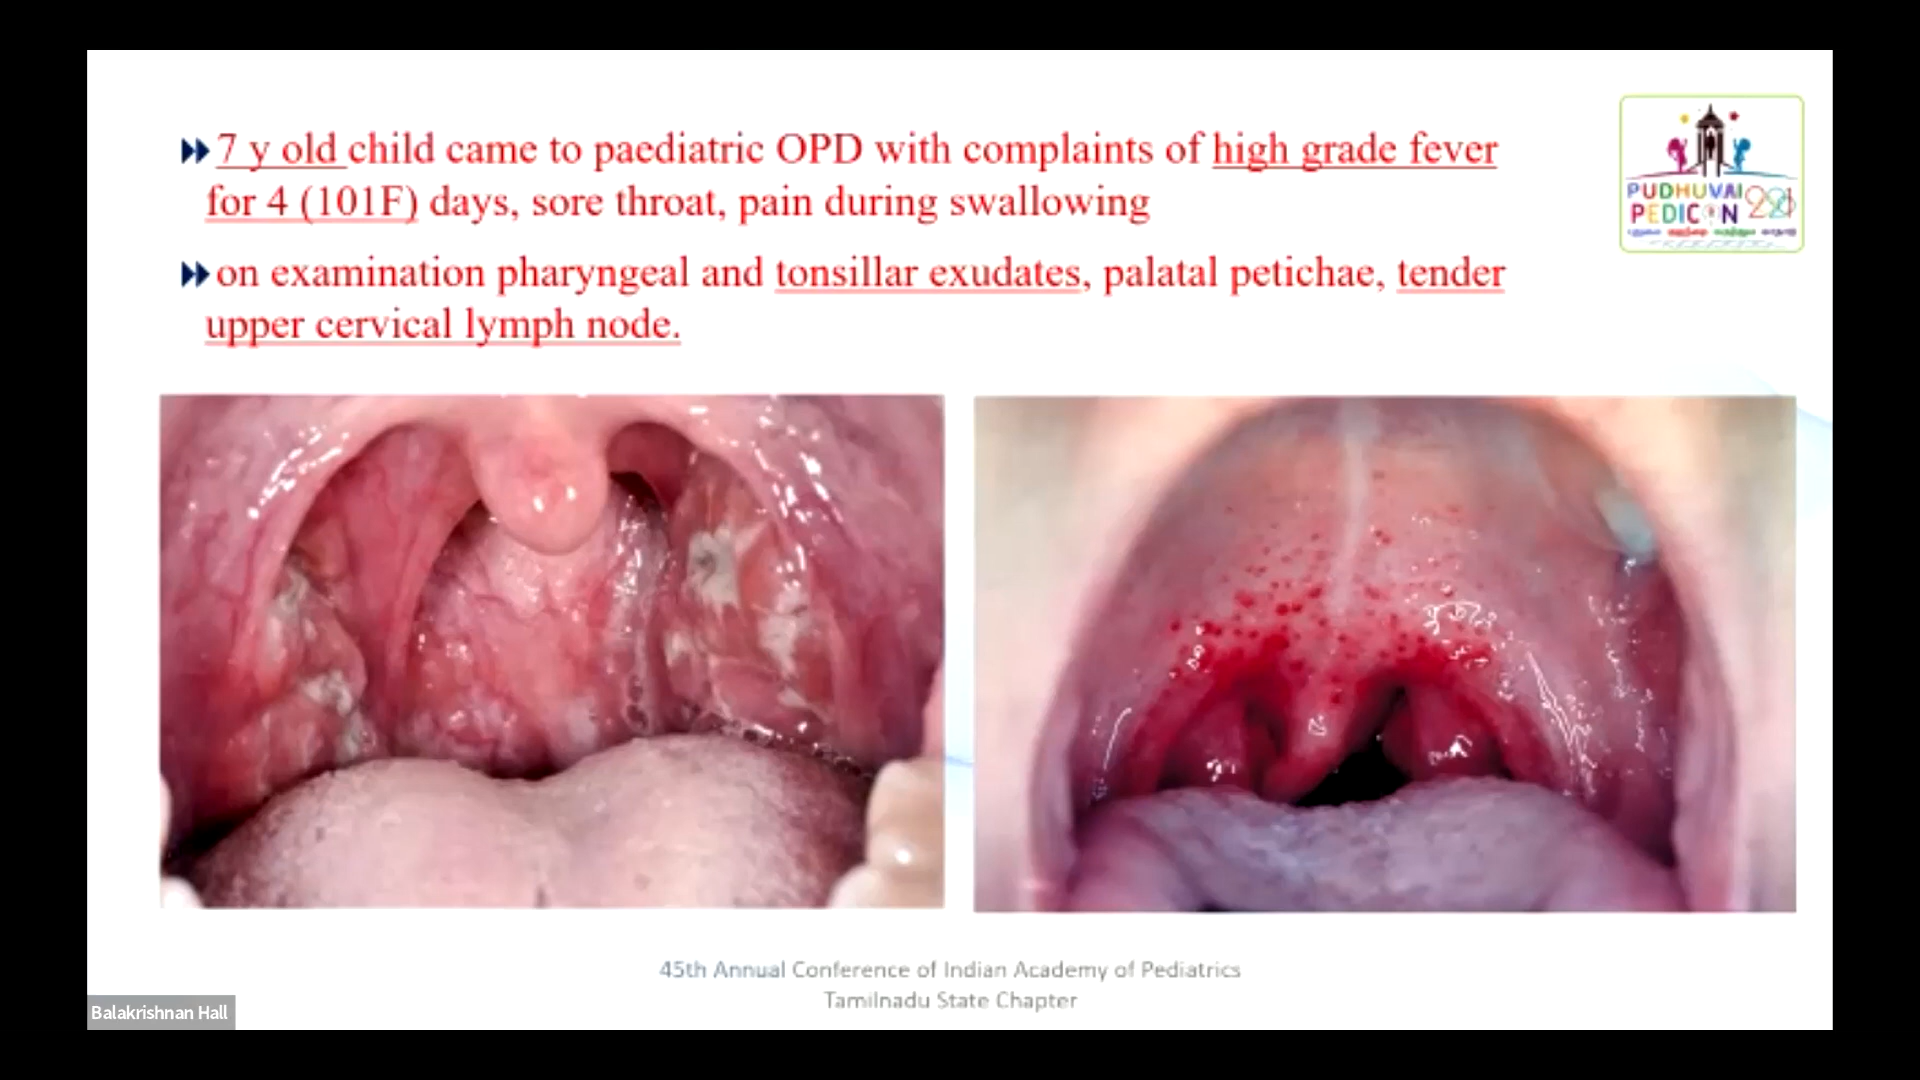 7 y old child came to paediatric OPD with complaints of high grade fever
for 4 (101F) days, sore throat, pain during swallowing
on examination pharyngeal and tonsillar exudates, palatal petichae, tender
upper cervical lymph node.
PUDHUVAI
PEDICON
45th Annual Conference of Indian Academy of Pediatrics
Tamilnadu State Chapter
Balakrishnan Hall